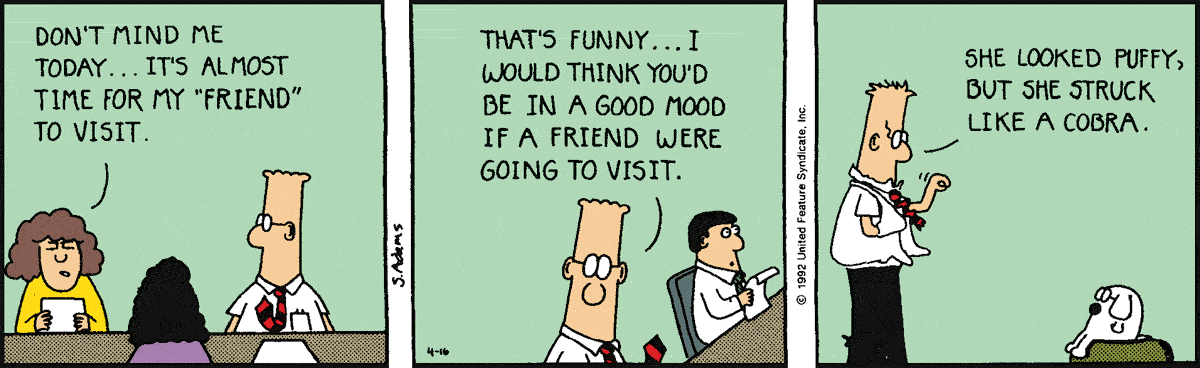 DON'T MIND ME
TODAY... IT'S ALMOST
TIME FOR MY "FRIEND"
TO VISIT.
S. Adams
THAT'S FUNNY... I
WOULD THINK YOU'D
BE IN A GOOD MOOD
IF A FRIEND WERE
GOING TO VISIT.
4-16
© 1992 United Feature Syndicate, Inc.
SHE LOOKED PUFFY,
BUT SHE STRUCK
LIKE A COBRA.